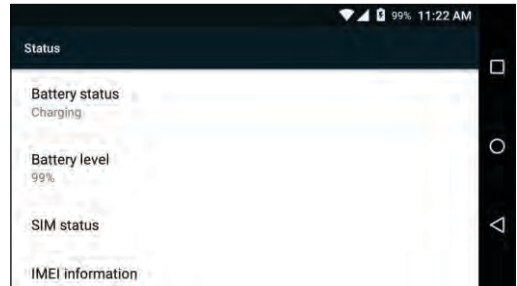 99% 11:22 AM
Status
Battery status
Charging
Battery level
99%
SIM status
IMEI information